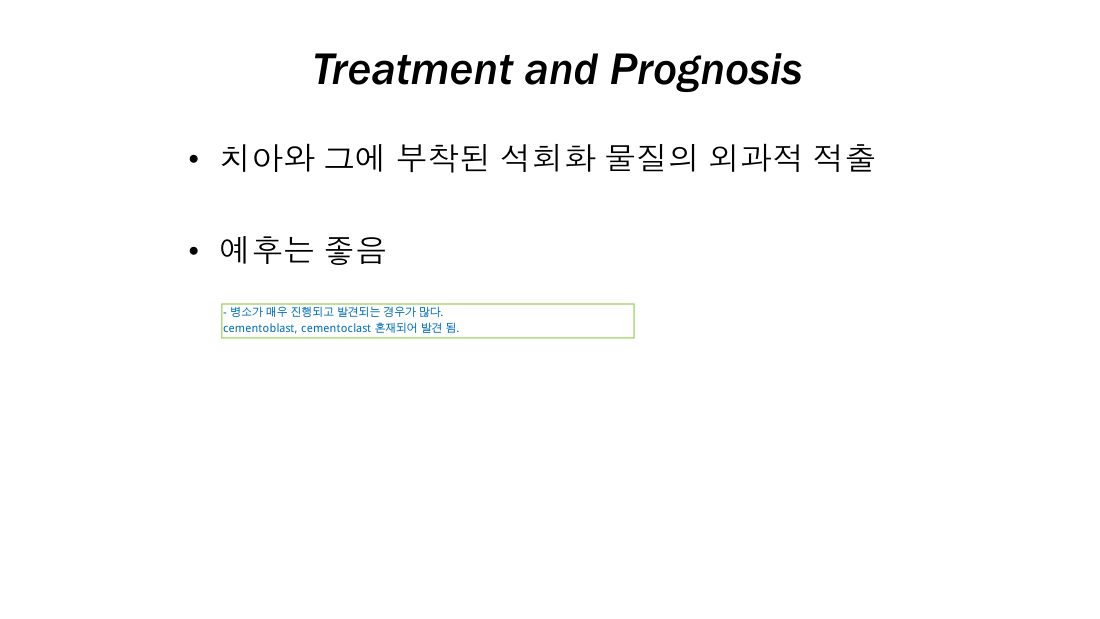 Treatment and Prognosis
• 치아와 그에 부착된 석회화 물질의 외과적 적출
• 예후는 좋음
- 병소가 매우 진행되고 발견되는 경우가 많다.
cementoblast, cementoclast 혼재되어 발견 됨.